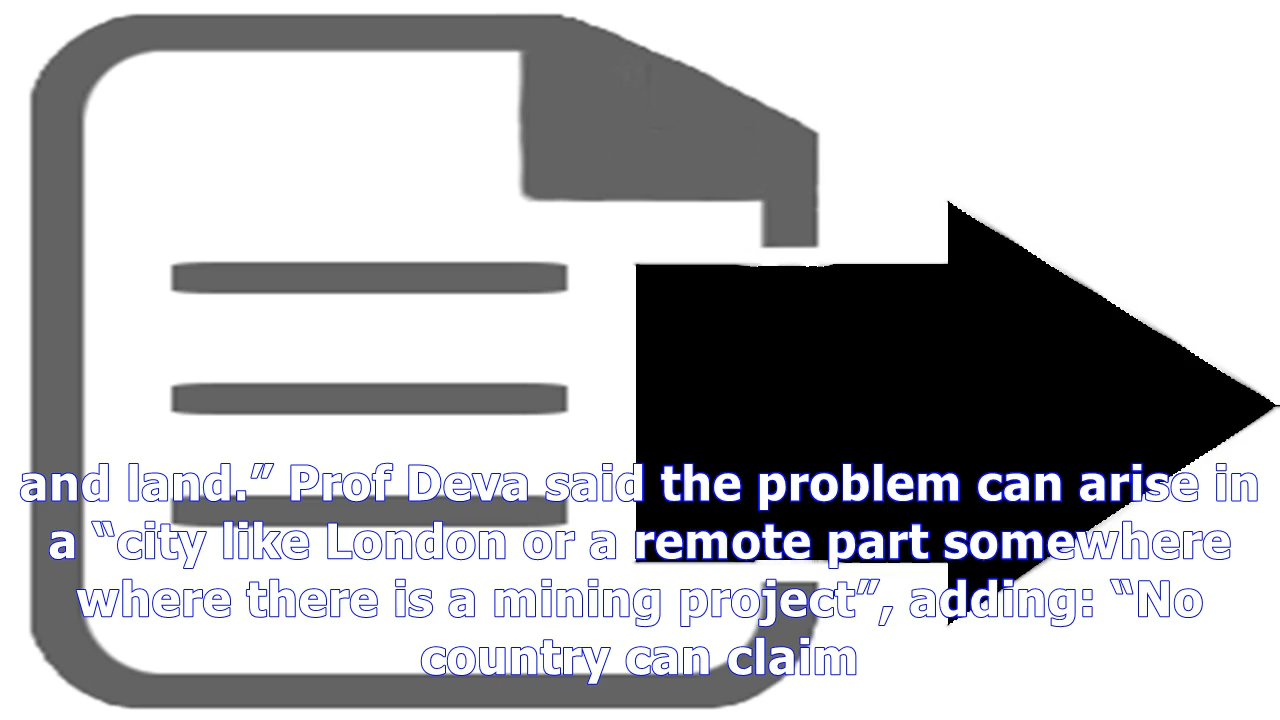 and land.” Prof Deva said the problem can arise in
a “city like London or a remote part somewhere
where there is a mining project”, adding: “No
country can claim